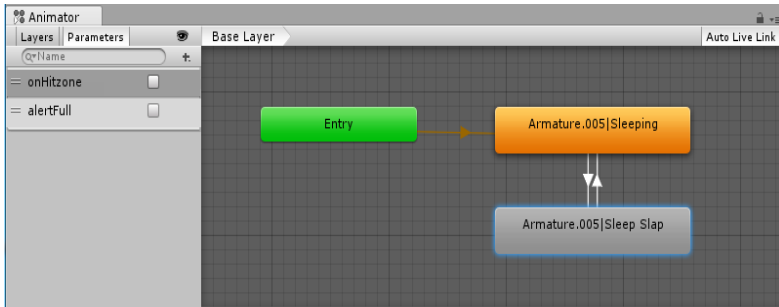 Animator
Layers Parameters Base Layer Auto Live Link
Name
onHitzone
alertFull
Entry
Armature.005|Sleeping
Armature.005|Sleep Slap